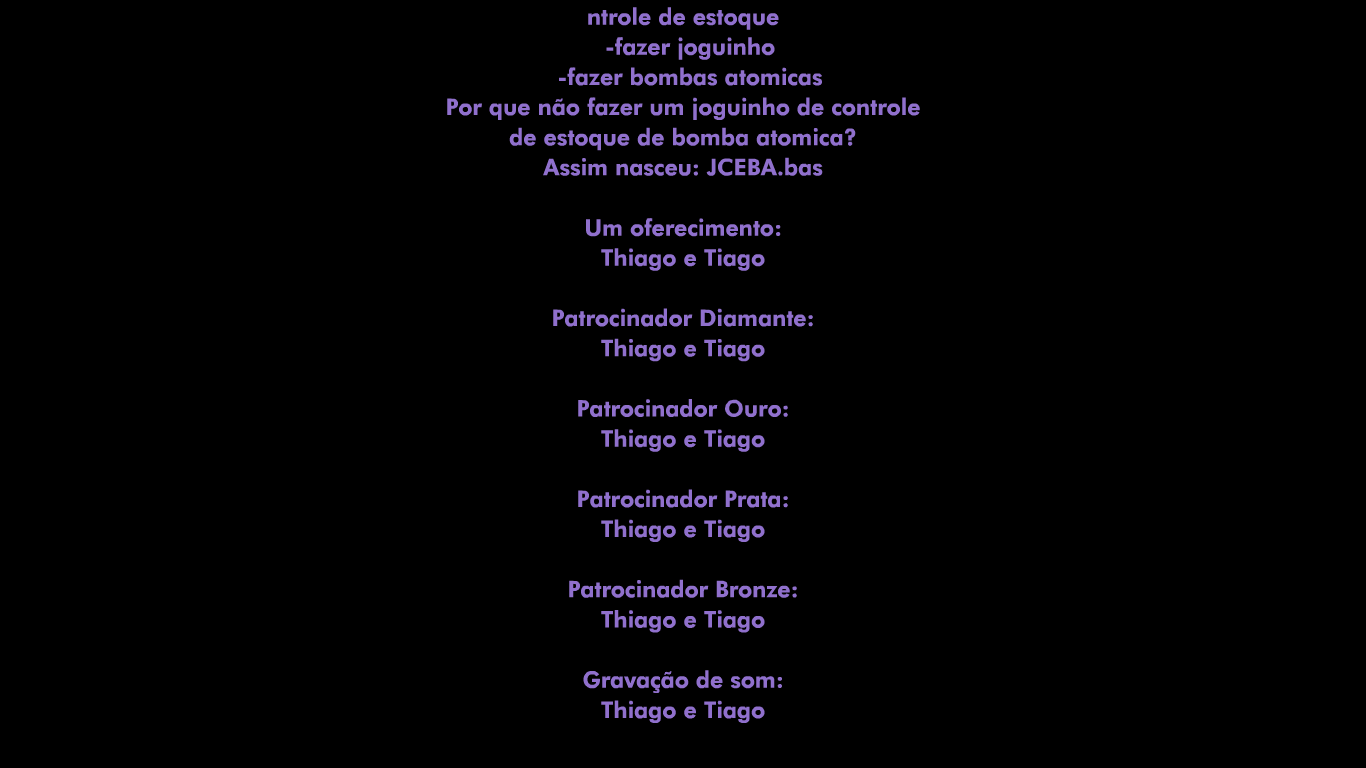 ntrole de estoque
-fazer joguinho
-fazer bombas atomicas
Por que não fazer um joguinho de controle
de estoque de bomba atomica?
Assim nasceu: JCEBA.bas
Um oferecimento:
Thiago e Tiago
Patrocinador Diamante:
Thiago e Tiago
Patrocinador Ouro:
Thiago e Tiago
Patrocinador Prata:
Thiago e Tiago
Patrocinador Bronze:
Thiago e Tiago
Gravação de som:
Thiago e Tiago